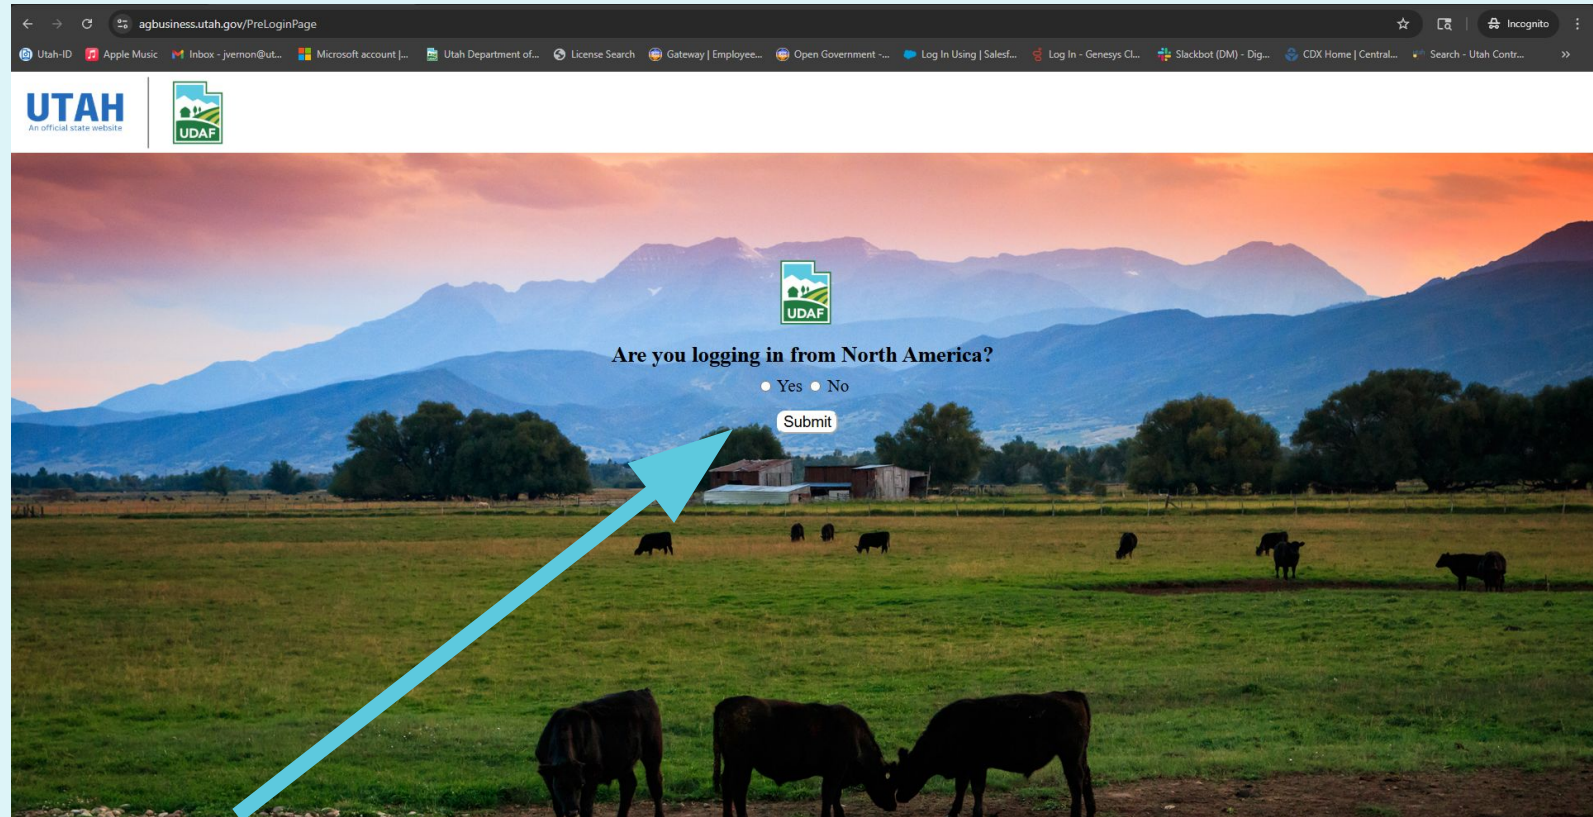 agbusiness.utah.gov/PreLoginPage
Incognito
Utah-ID Apple Music Inbox - jvernon@ut... Microsoft account |... Utah Department of... License Search Gateway | Employee... Open Government -... Log In Using | Salesf... Log In - Genesys Cl... Slackbot (DM) - Dig... CDX Home | Central... Search - Utah Contr... »
UTAH
An official state website
UDAF
UDAF
Are you logging in from North America?
Yes No
Submit